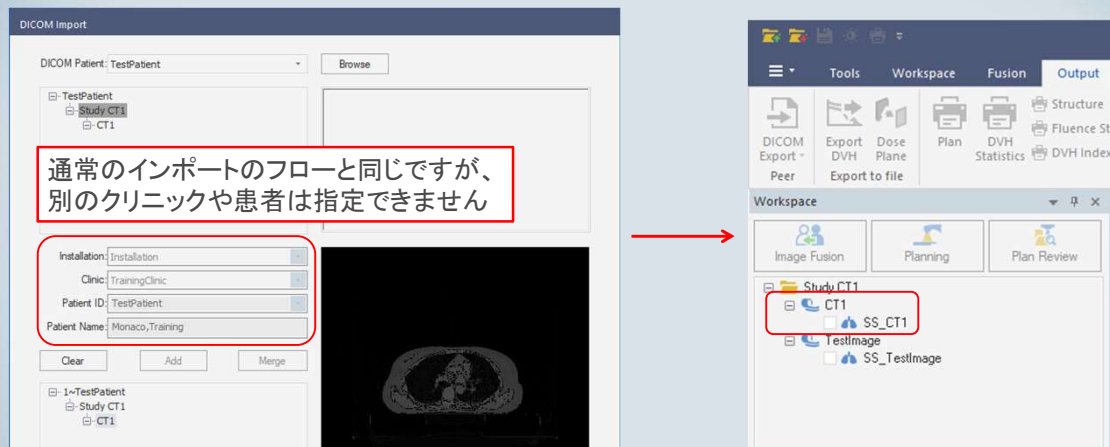 DICOM Import
DICOM Patient: TestPatient
Browse
TestPatient
Study CT1
CT1
通常のインポートのフローと同じですが、
別のクリニックや患者は指定できません
Installation: Installation
Clinic: TrainingClinic
Patient ID: TestPatient
Patient Name: Monaco,Training
Clear Add Merge
1~TestPatient
Study CT1
CT1
Tools Workspace Fusion Output
DICOM Export
Export DVH
Dose Plane
Plan
DVH Statistics
Structure
Fluence St
DVH Index
Peer Export to file
Workspace
Image Fusion Planning Plan Review
Study CT1
CT1
SS_CT1
TestImage
SS_TestImage